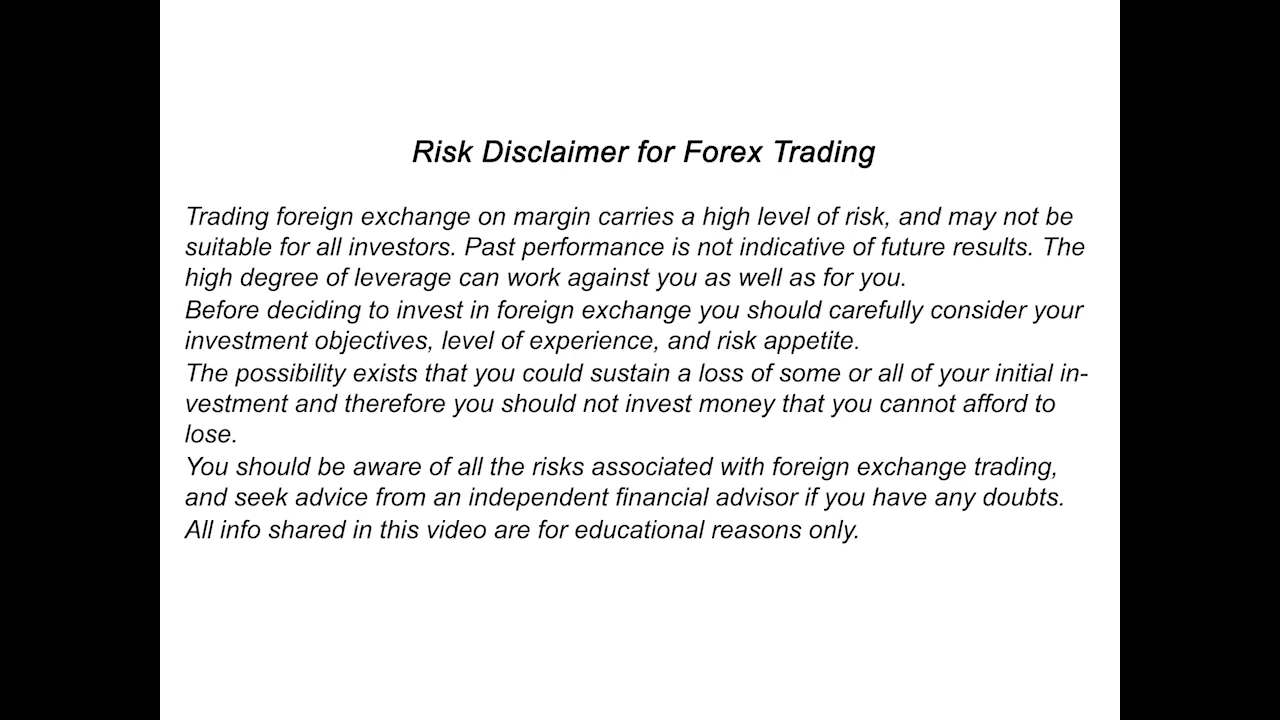 Risk Disclaimer for Forex Trading
Trading foreign exchange on margin carries a high level of risk, and may not be
suitable for all investors. Past performance is not indicative of future results. The
high degree of leverage can work against you as well as for you.
Before deciding to invest in foreign exchange you should carefully consider your
investment objectives, level of experience, and risk appetite.
The possibility exists that you could sustain a loss of some or all of your initial in-
vestment and therefore you should not invest money that you cannot afford to
lose.
You should be aware of all the risks associated with foreign exchange trading,
and seek advice from an independent financial advisor if you have any doubts.
All info shared in this video are for educational reasons only.